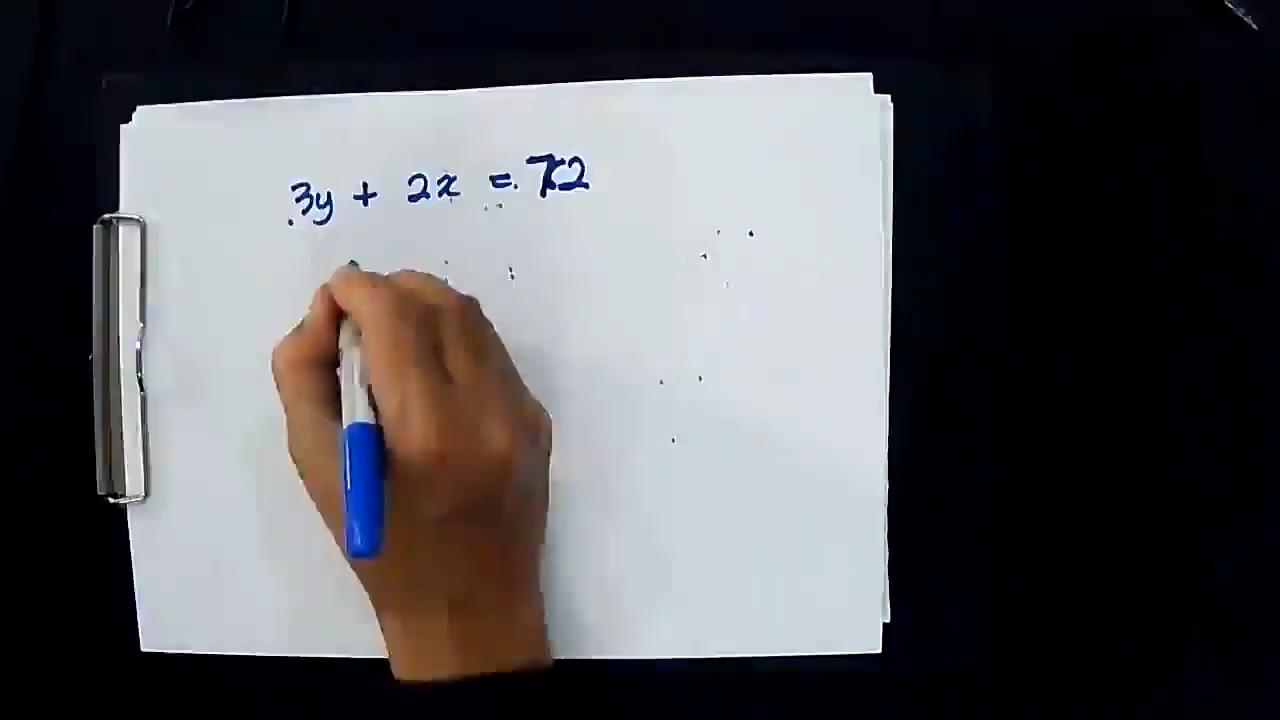 3y + 2x = 72